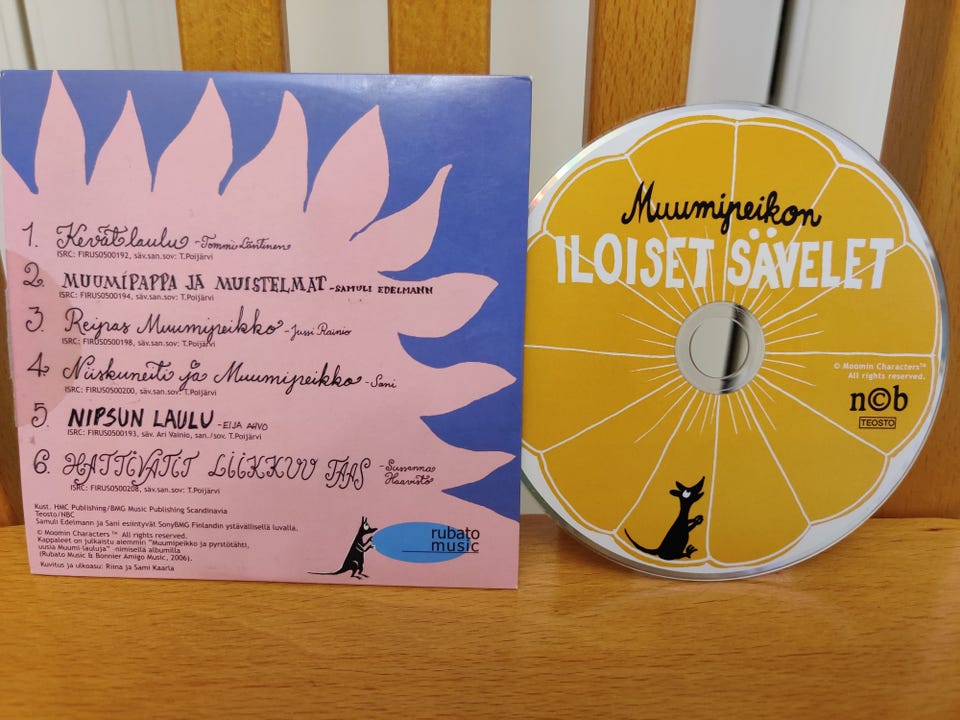 1. Kevätlaulu - Tommi Läntinen
ISRC: FIRUS0500192, säv.san.sov: T.Poijärvi
2. MUUMIPAPPA JA MUISTELMAT - SAMULI EDELMANN
ISRC: FIRUS0500194, säv.san.sov: T.Poijärvi
3. Reipas Muumipeikko - Jussi Rainio
ISRC: FIRUS0500198, säv.san.sov: T.Poijärvi
4. Niiskuneiti ja Muumipeikko - Sani
ISRC: FIRUS0500200, säv.san.sov: T.Poijärvi
5. NIPSUN LAULU - EIJA AHVO
ISRC: FIRUS0500193, säv. Ari Vainio, san./sov. T.Poijärvi
6. HATTIVATIT LIIKKUU TAAS - Susanna
Haavisto
ISRC: FIRUS0500208, säv.san.sov: T.Poijärvi
Kust. HMC Publishing/BMG Music Publishing Scandinavia
Teosto/NBC
Samuli Edelmann ja Sani esiintyvät SonyBMG Finlandin ystävällisellä luvalla.
© Moomin Characters ™ All rights reserved.
Kappaleet on julkaistu aiemmin "Muumipeikko ja pyrstötähti,
uusia Muumi-lauluja" -nimisellä albumilla
(Rubato Music & Bonnier Amigo Music, 2006).
Kuvitus ja ulkoasu: Riina ja Sami Kaarla
rubato
music
Muumipeikon
ILOISET SÄVELET
© Moomin Characters™
All rights reserved.
n©b
TEOSTO